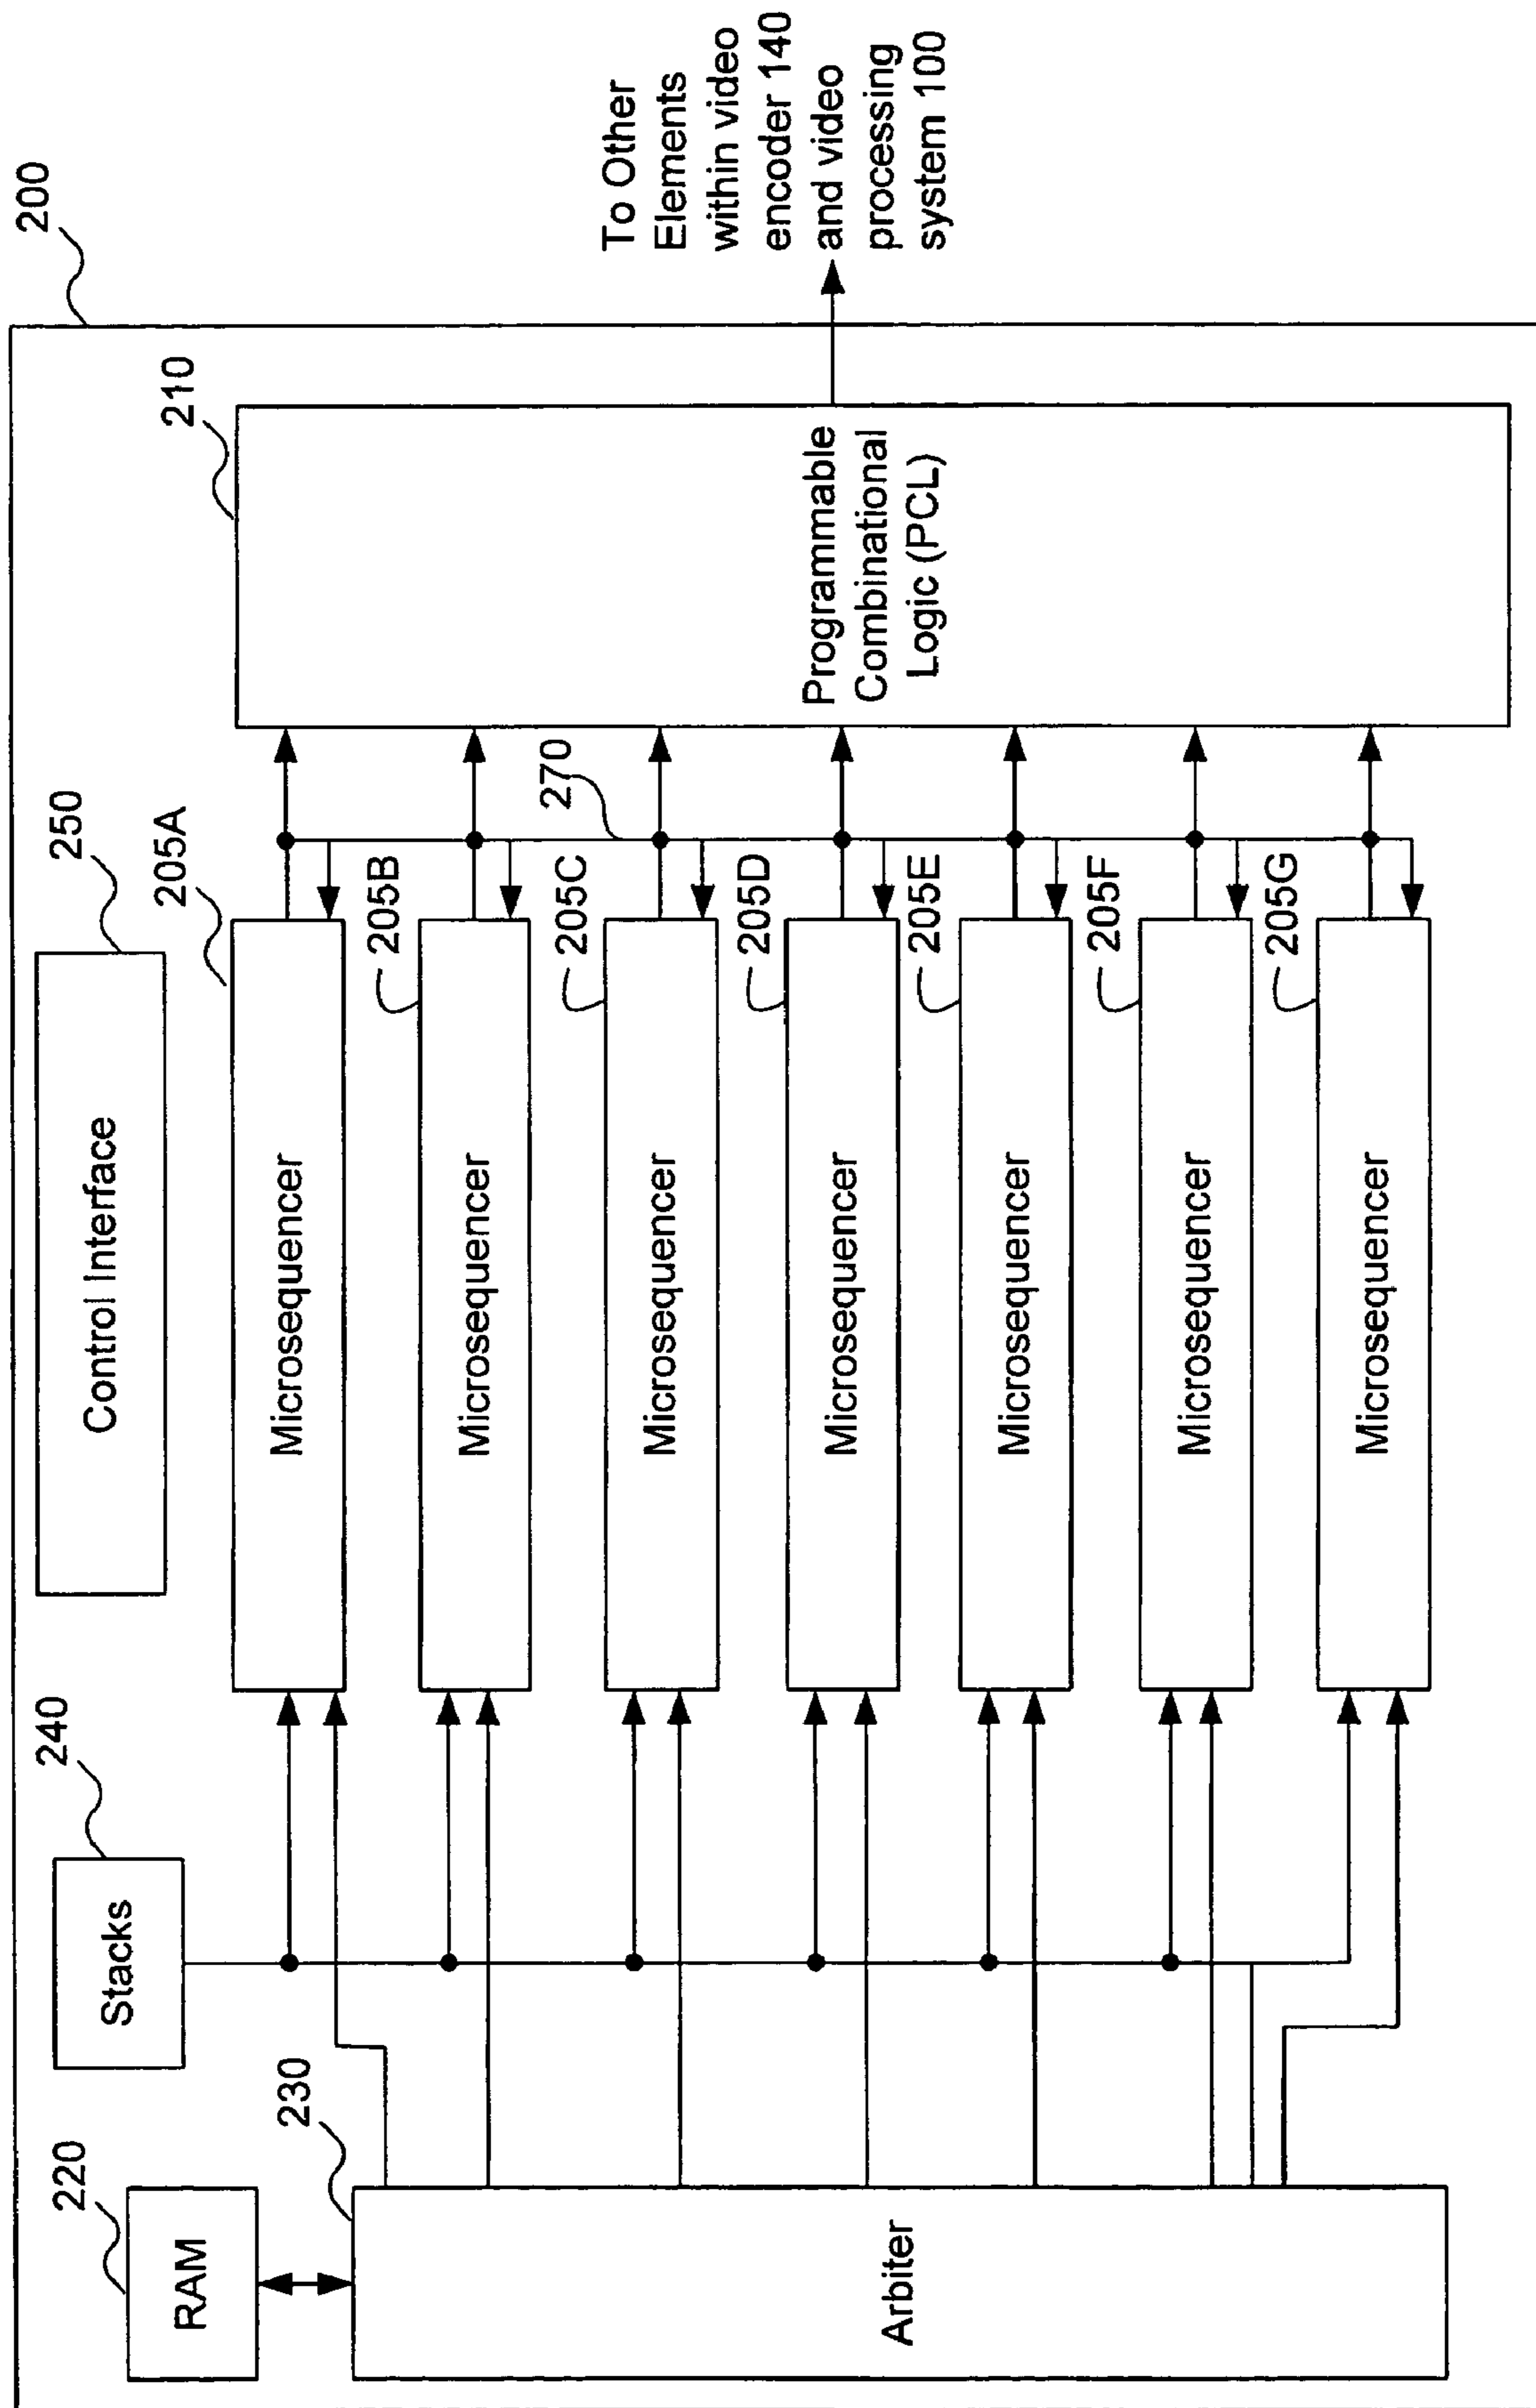 200
To Other
Elements
within video
encoder 140
and video
processing
system 100
210
Programmable
Combinational
Logic (PCL)
270
250
Control Interface
205A
Microsequencer
205B
Microsequencer
205C
Microsequencer
205D
Microsequencer
205E
Microsequencer
205F
Microsequencer
205G
Microsequencer
240
Stacks
220
RAM
230
Arbiter